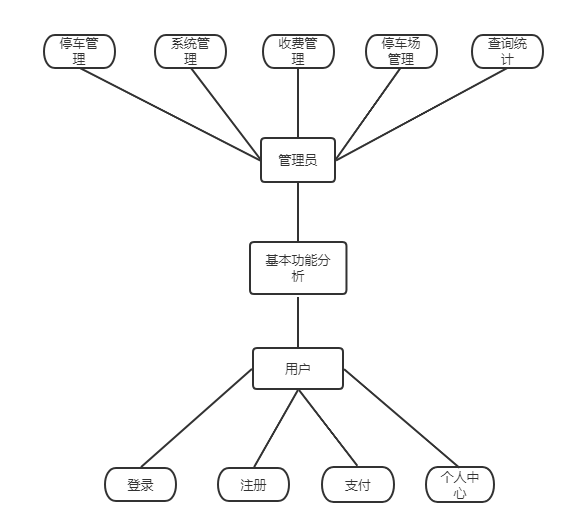 停车管
理
系统管
理
收费管
理
停车场
管理
查询统
计
管理员
基本功能分
析
用户
登录
注册
支付
个人中
心